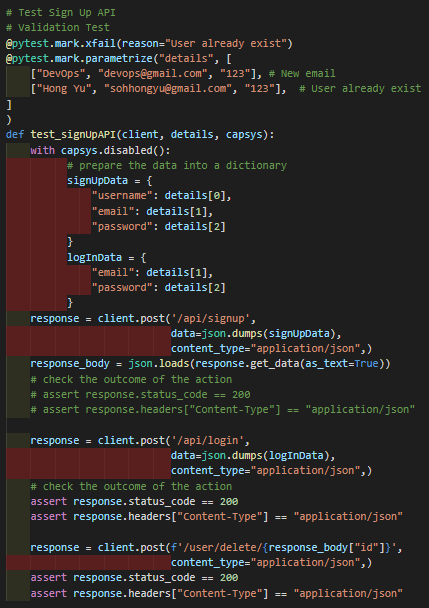 # Test Sign Up API
# Validation Test
@pytest.mark.xfail(reason="User already exist")
@pytest.mark.parametrize("details", [
    ["DevOps", "devops@gmail.com", "123"], # New email
    ["Hong Yu", "sohhongyu@gmail.com", "123"],  # User already exist
]
)
def test_signUpAPI(client, details, capsys):
    with capsys.disabled():
          # prepare the data into a dictionary
          signUpData = {
              "username": details[0],
              "email": details[1],
              "password": details[2]
          }
          logInData = {
              "email": details[1],
              "password": details[2]
          }
    response = client.post('/api/signup',
                           data=json.dumps(signUpData),
                           content_type="application/json",)
    response_body = json.loads(response.get_data(as_text=True))
    # check the outcome of the action
    # assert response.status_code == 200
    # assert response.headers["Content-Type"] == "application/json"

    response = client.post('/api/login',
                           data=json.dumps(logInData),
                           content_type="application/json",)
    # check the outcome of the action
    assert response.status_code == 200
    assert response.headers["Content-Type"] == "application/json"

    response = client.post(f'/user/delete/{response_body["id"]}',
                           content_type="application/json",)
    assert response.status_code == 200
    assert response.headers["Content-Type"] == "application/json"